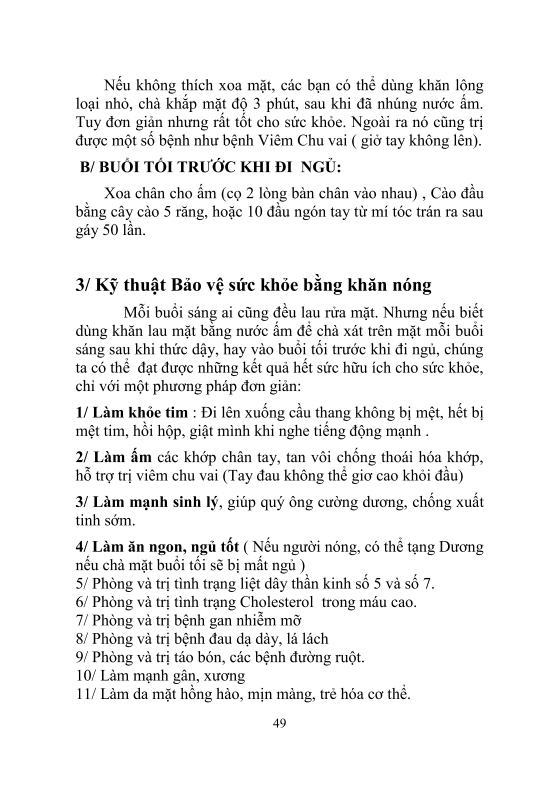 Nếu không thích xoa mặt, các bạn có thể dùng khăn lông
loại nhỏ, chà khắp mặt độ 3 phút, sau khi đã nhúng nước ấm.
Tuy đơn giản nhưng rất tốt cho sức khỏe. Ngoài ra nó cũng trị
được một số bệnh như bệnh Viêm Chu vai ( giở tay không lên).
B/ BUỔI TỐI TRƯỚC KHI ĐI NGỦ:
Xoa chân cho ấm (cọ 2 lòng bàn chân vào nhau) , Cào đầu
bằng cây cào 5 răng, hoặc 10 đầu ngón tay từ mí tóc trán ra sau
gáy 50 lần.
3/ Kỹ thuật Bảo vệ sức khỏe bằng khăn nóng
Mỗi buổi sáng ai cũng đều lau rửa mặt. Nhưng nếu biết
dùng khăn lau mặt bằng nước ấm để chà xát trên mặt mỗi buổi
sáng sau khi thức dậy, hay vào buổi tối trước khi đi ngủ, chúng
ta có thể đạt được những kết quả hết sức hữu ích cho sức khỏe,
chỉ với một phương pháp đơn giản:
1/ Làm khỏe tim : Đi lên xuống cầu thang không bị mệt, hết bị
mệt tim, hồi hộp, giật mình khi nghe tiếng động mạnh .
2/ Làm ấm các khớp chân tay, tan vôi chống thoái hóa khớp,
hỗ trợ trị viêm chu vai (Tay đau không thể giơ cao khỏi đầu)
3/ Làm mạnh sinh lý, giúp quý ông cường dương, chống xuất
tinh sớm.
4/ Làm ăn ngon, ngủ tốt ( Nếu người nóng, có thể tạng Dương
nếu chà mặt buổi tối sẽ bị mất ngủ )
5/ Phòng và trị tình trạng liệt dây thần kinh số 5 và số 7.
6/ Phòng và trị tình trạng Cholesterol trong máu cao.
7/ Phòng và trị bệnh gan nhiễm mỡ
8/ Phòng và trị bệnh đau dạ dày, lá lách
9/ Phòng và trị táo bón, các bệnh đường ruột.
10/ Làm mạnh gân, xương
11/ Làm da mặt hồng hào, mịn màng, trẻ hóa cơ thể.
49